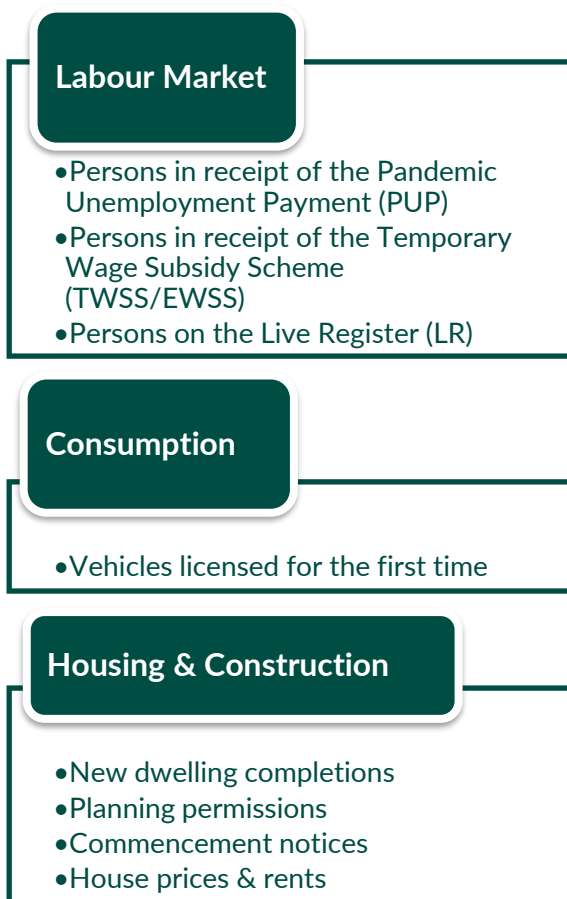 Labour Market
•Persons in receipt of the Pandemic
Unemployment Payment (PUP)
•Persons in receipt of the Temporary
Wage Subsidy Scheme
(TWSS/EWSS)
•Persons on the Live Register (LR)
Consumption
•Vehicles licensed for the first time
Housing & Construction
•New dwelling completions
•Planning permissions
•Commencement notices
•House prices & rents